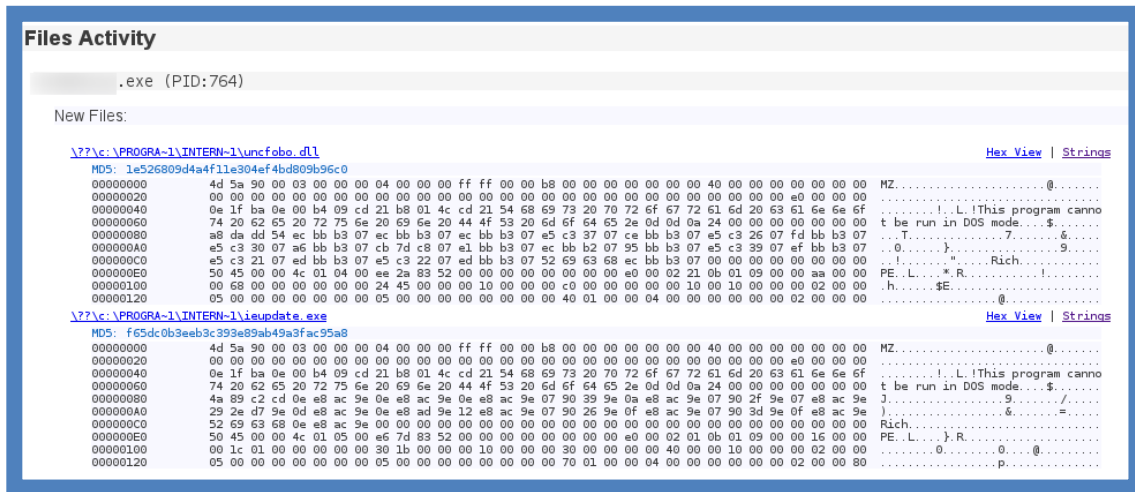 Files Activity
.exe (PID:764)
New Files:
\??\c:\PROGRA~1\INTERN~1\uncfobo.dll Hex View | Strings
MD5: 1e526809d4a4f11e304ef4bd809b96c0
00000000 4d 5a 90 00 03 00 00 00 04 00 00 00 ff ff 00 00 b8 00 00 00 00 00 00 00 40 00 00 00 00 00 00 00 MZ......................@.......
00000020 00 00 00 00 00 00 00 00 00 00 00 00 00 00 00 00 00 00 00 00 00 00 00 00 00 00 00 00 e0 00 00 00 ................................
00000040 0e 1f ba 0e 00 b4 09 cd 21 b8 01 4c cd 21 54 68 69 73 20 70 72 6f 67 72 61 6d 20 63 61 6e 6e 6f ........!..L.!This program canno
00000060 74 20 62 65 20 72 75 6e 20 69 6e 20 44 4f 53 20 6d 6f 64 65 2e 0d 0d 0a 24 00 00 00 00 00 00 00 t be run in DOS mode....$.......
00000080 a8 da dd 54 ec bb b3 07 ec bb b3 07 ec bb b3 07 e5 c3 37 07 ce bb b3 07 e5 c3 26 07 fd bb b3 07 ...T..............7.......&.....
000000A0 e5 c3 30 07 a6 bb b3 07 cb 7d c8 07 e1 bb b3 07 ec bb b2 07 95 bb b3 07 e5 c3 39 07 ef bb b3 07 ..0......}................9.....
000000C0 e5 c3 21 07 ed bb b3 07 e5 c3 22 07 ed bb b3 07 52 69 63 68 ec bb b3 07 00 00 00 00 00 00 00 00 ..!.......".....Rich............
000000E0 50 45 00 00 4c 01 04 00 ee 2a 83 52 00 00 00 00 00 00 00 00 e0 00 02 21 0b 01 09 00 00 aa 00 00 PE..L....*.R...........!........
00000100 00 68 00 00 00 00 00 00 24 45 00 00 00 10 00 00 00 c0 00 00 00 00 00 10 00 10 00 00 00 02 00 00 .h......$E......................
00000120 05 00 00 00 00 00 00 00 05 00 00 00 00 00 00 00 00 40 01 00 00 04 00 00 00 00 00 00 02 00 00 00 .................@..............
\??\c:\PROGRA~1\INTERN~1\ieupdate.exe Hex View | Strings
MD5: f65dc0b3eeb3c393e89ab49a3fac95a8
00000000 4d 5a 90 00 03 00 00 00 04 00 00 00 ff ff 00 00 b8 00 00 00 00 00 00 00 40 00 00 00 00 00 00 00 MZ......................@.......
00000020 00 00 00 00 00 00 00 00 00 00 00 00 00 00 00 00 00 00 00 00 00 00 00 00 00 00 00 00 e0 00 00 00 ................................
00000040 0e 1f ba 0e 00 b4 09 cd 21 b8 01 4c cd 21 54 68 69 73 20 70 72 6f 67 72 61 6d 20 63 61 6e 6e 6f ........!..L.!This program canno
00000060 74 20 62 65 20 72 75 6e 20 69 6e 20 44 4f 53 20 6d 6f 64 65 2e 0d 0d 0a 24 00 00 00 00 00 00 00 t be run in DOS mode....$.......
00000080 4a 89 c2 cd 0e e8 ac 9e 0e e8 ac 9e 0e e8 ac 9e 07 90 39 9e 0a e8 ac 9e 07 90 2f 9e 07 e8 ac 9e J.................9......./.....
000000A0 29 2e d7 9e 0d e8 ac 9e 0e e8 ad 9e 12 e8 ac 9e 07 90 26 9e 0f e8 ac 9e 07 90 3d 9e 0f e8 ac 9e ).................&.......=.....
000000C0 52 69 63 68 0e e8 ac 9e 00 00 00 00 00 00 00 00 00 00 00 00 00 00 00 00 00 00 00 00 00 00 00 00 Rich............................
000000E0 50 45 00 00 4c 01 05 00 e6 7d 83 52 00 00 00 00 00 00 00 00 e0 00 02 01 0b 01 09 00 00 16 00 00 PE..L....}.R....................
00000100 00 1c 01 00 00 00 00 00 30 1b 00 00 00 10 00 00 00 30 00 00 00 00 40 00 00 10 00 00 00 02 00 00 ........0........0....@.........
00000120 05 00 00 00 00 00 00 00 05 00 00 00 00 00 00 00 00 70 01 00 00 04 00 00 00 00 00 00 02 00 00 80 .................p..............